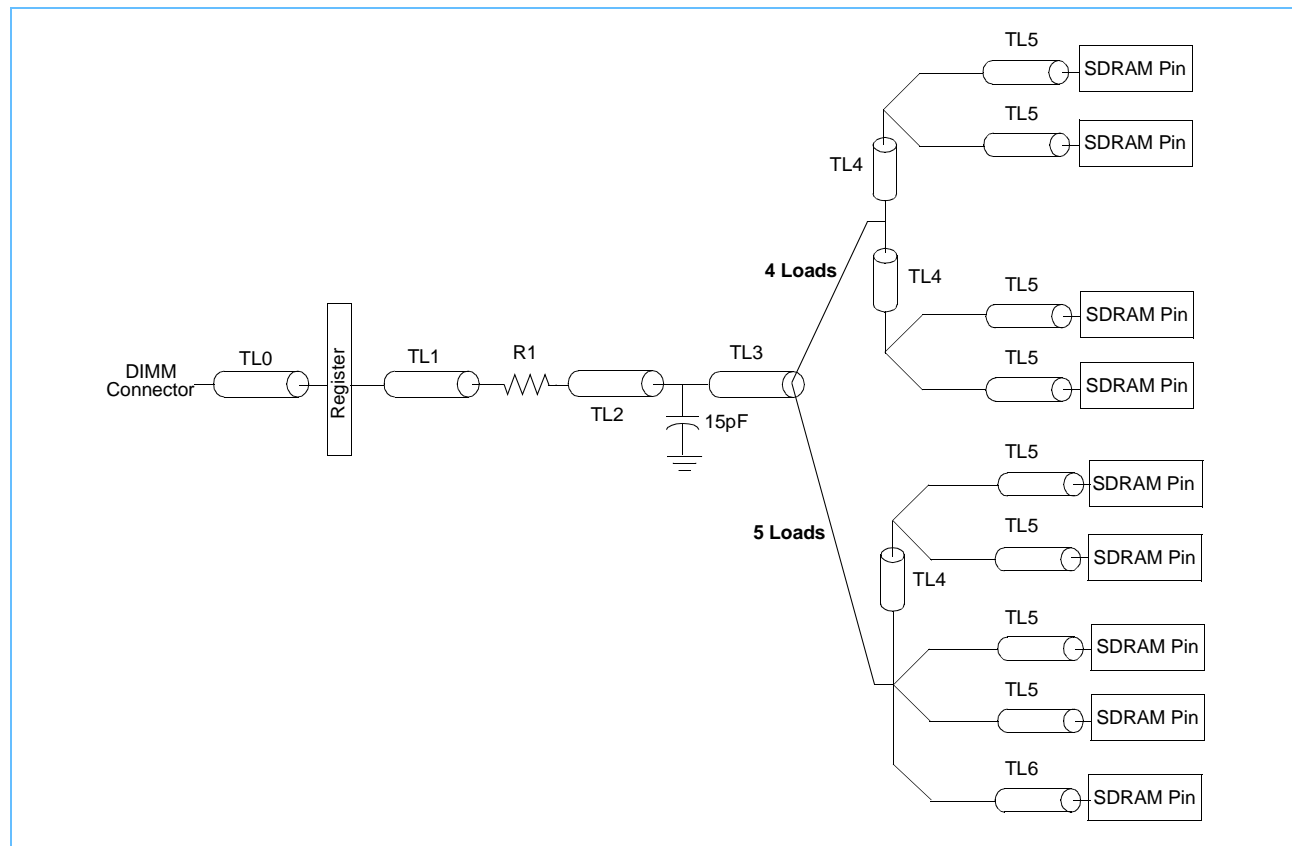 TL5
SDRAM Pin
TL5
SDRAM Pin
TL4
TL4
4 Loads
TL5
SDRAM Pin
TL5
SDRAM Pin
DIMM
Connector
TL0
Register
TL1
R1
TL2
15pF
TL3
TL5
SDRAM Pin
TL5
SDRAM Pin
5 Loads
TL4
TL5
SDRAM Pin
TL5
SDRAM Pin
TL6
SDRAM Pin